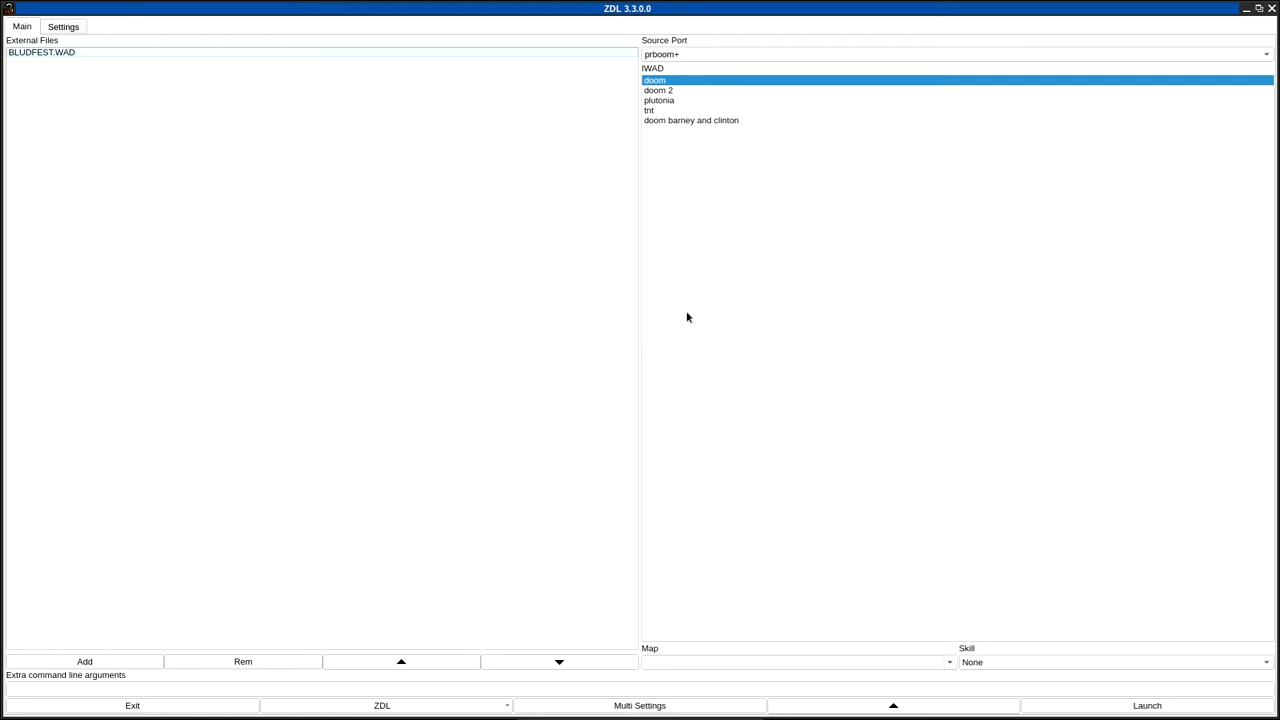 ZDL 3.3.0.0
Main Settings
External Files
BLUDFEST.WAD
Source Port
prboom+
IWAD
doom
doom 2
plutonia
tnt
doom barney and clinton
Add Rem
Map Skill
None
Extra command line arguments
Exit ZDL Multi Settings Launch